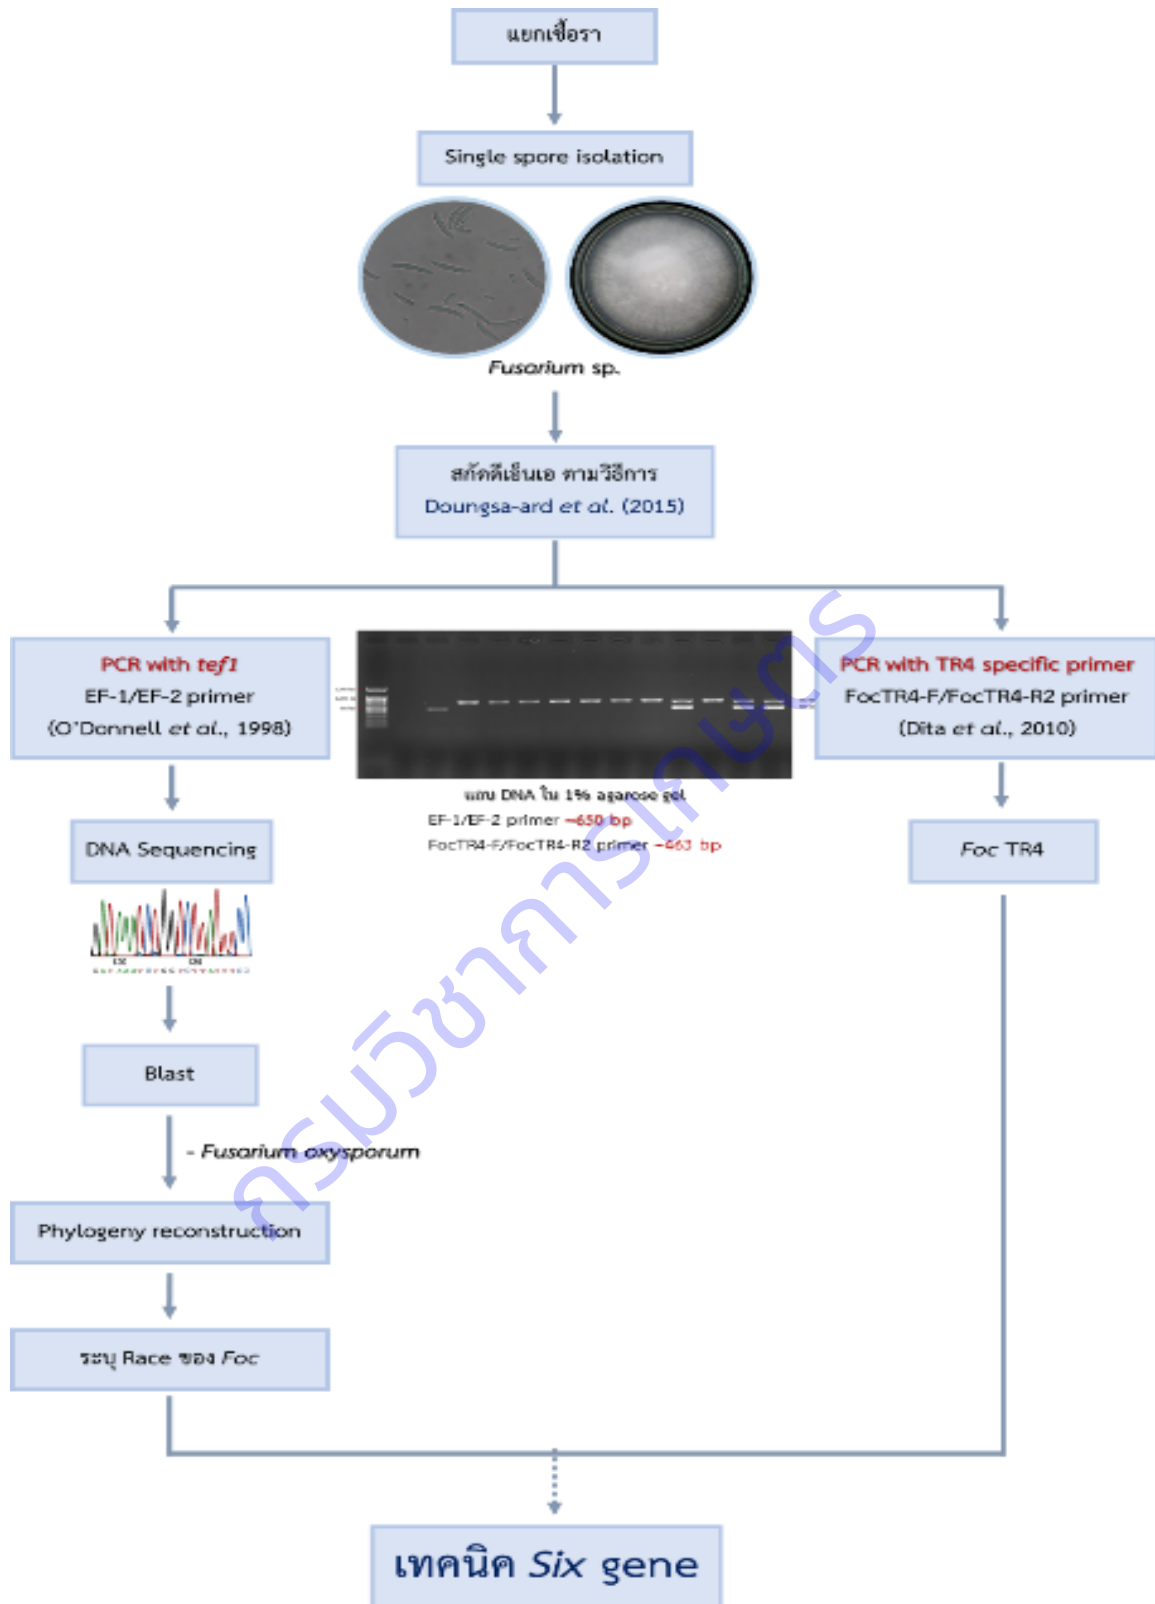 แยกเชื้อรา
Single spore isolation
Fusarium sp.
สกัดดีเอ็นเอ ตามวิธีการ
Doungsa-ard et al. (2015)
PCR with tef1
EF-1/EF-2 primer
(O'Donnell et al., 1998)
PCR with TR4 specific primer
FocTR4-F/FocTR4-R2 primer
(Dita et al., 2010)
แถบ DNA ใน 1% agarose gel
EF-1/EF-2 primer ~650 bp
FocTR4-F/FocTR4-R2 primer ~463 bp
DNA Sequencing
Foc TR4
Blast
- Fusarium oxysporum
Phylogeny reconstruction
ระบุ Race ของ Foc
เทคนิค Six gene
กรมวิชาการเกษตร